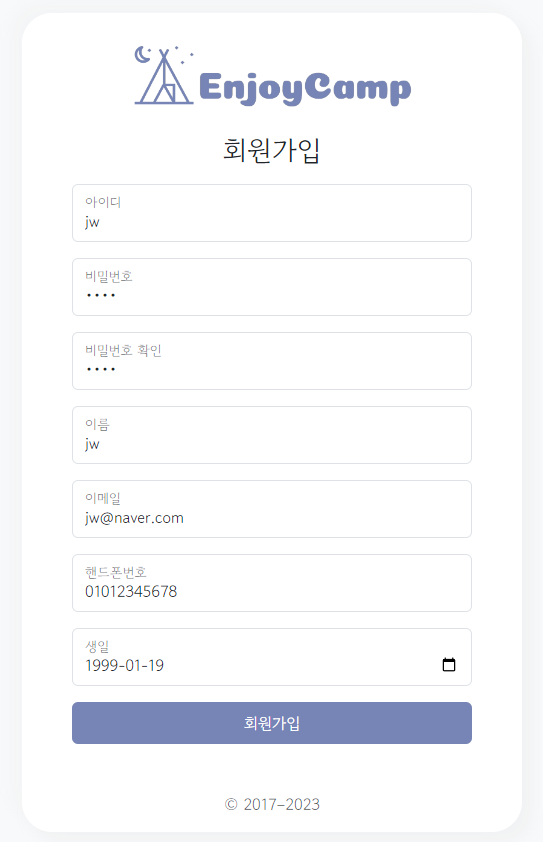 EnjoyCamp
회원가입
아이디
jw
비밀번호
••••
비밀번호 확인
••••
이름
jw
이메일
jw@naver.com
핸드폰번호
01012345678
생일
1999-01-19
회원가입
© 2017–2023